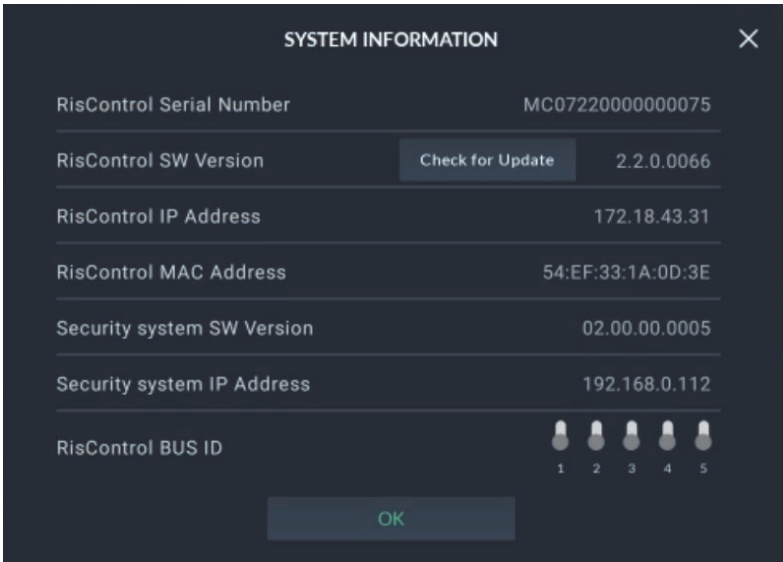 SYSTEM INFORMATION
RisControl Serial Number MC07220000000075
RisControl SW Version Check for Update 2.2.0.0066
RisControl IP Address 172.18.43.31
RisControl MAC Address 54:EF:33:1A:0D:3E
Security system SW Version 02.00.00.0005
Security system IP Address 192.168.0.112
RisControl BUS ID
1 2 3 4 5
OK